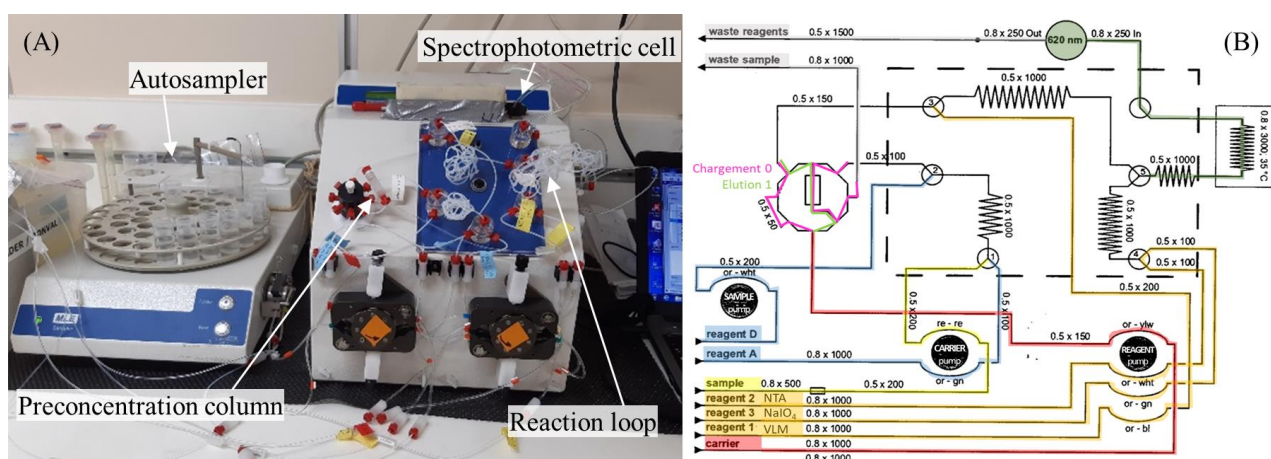 (A)
Autosampler
Spectrophotometric cell
Preconcentration column
Reaction loop
MLE
(B)
waste reagents
0.5 x 1500
0.8 x 250 Out
620 nm
0.8 x 250 In
waste sample
0.8 x 1000
0.5 x 150
3
0.5 x 1000
0.8 x 3000, 35 °C
Chargement 0
Elution 1
0.5 x 100
2
5
0.5 x 1000
0.5 x 50
0.5 x 1000
0.5 x 1000
0.5 x 200
or - wht
1
4
0.5 x 100
0.5 x 100
SAMPLE
pump
0.5 x 200
0.5 x 100
0.5 x 200
reagent D
re - re
0.5 x 150
or - ylw
reagent A
0.8 x 1000
CARRIER
pump
REAGENT
pump
sample
0.8 x 500
0.5 x 200
or - gn
or - wht
reagent 2 NTA
0.8 x 1000
or - gn
reagent 3 NaIO₄
0.8 x 1000
reagent 1 VLM
0.8 x 1000
or - bl
carrier
0.8 x 1000
0.8 x 1000